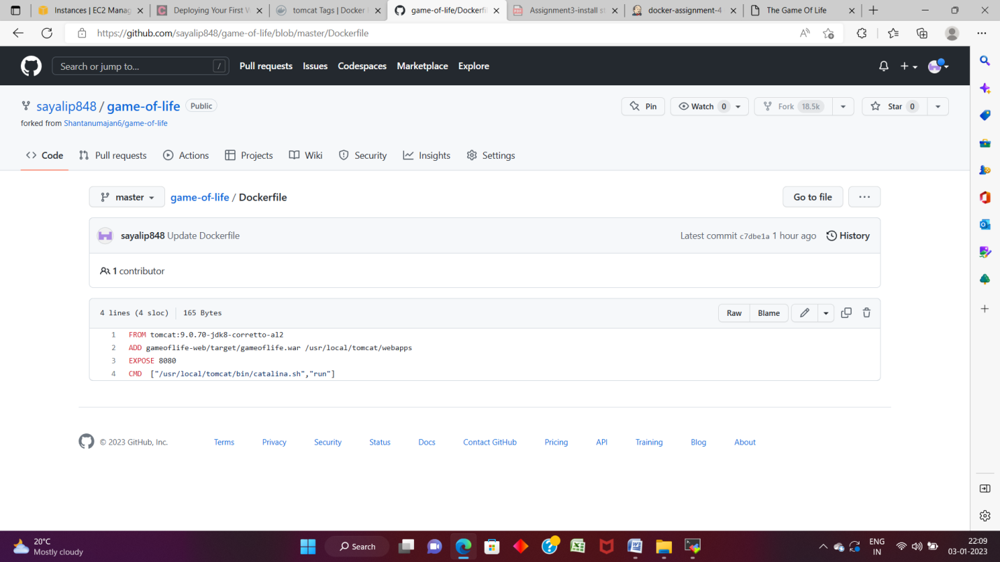 Instances | EC2 Manag
Deploying Your First W
tomcat Tags | Docker
game-of-life/Dockerfil
Assignment3-install st
docker-assignment-4
The Game Of Life
https://github.com/sayalip848/game-of-life/blob/master/Dockerfile
Search or jump to... /
Pull requests Issues Codespaces Marketplace Explore
sayalip848 / game-of-life Public
Pin Watch 0 Fork 18.5k Star 0
forked from Shantanumajan6/game-of-life
Code Pull requests Actions Projects Wiki Security Insights Settings
master game-of-life / Dockerfile Go to file ...
sayalip848 Update Dockerfile Latest commit c7dbe1a 1 hour ago History
1 contributor
4 lines (4 sloc) 165 Bytes Raw Blame
1 FROM tomcat:9.0.70-jdk8-corretto-al2
2 ADD gameoflife-web/target/gameoflife.war /usr/local/tomcat/webapps
3 EXPOSE 8080
4 CMD ["/usr/local/tomcat/bin/catalina.sh","run"]
© 2023 GitHub, Inc. Terms Privacy Security Status Docs Contact GitHub Pricing API Training Blog About
20°C
Mostly cloudy
Search
ENG
IN
22:09
03-01-2023